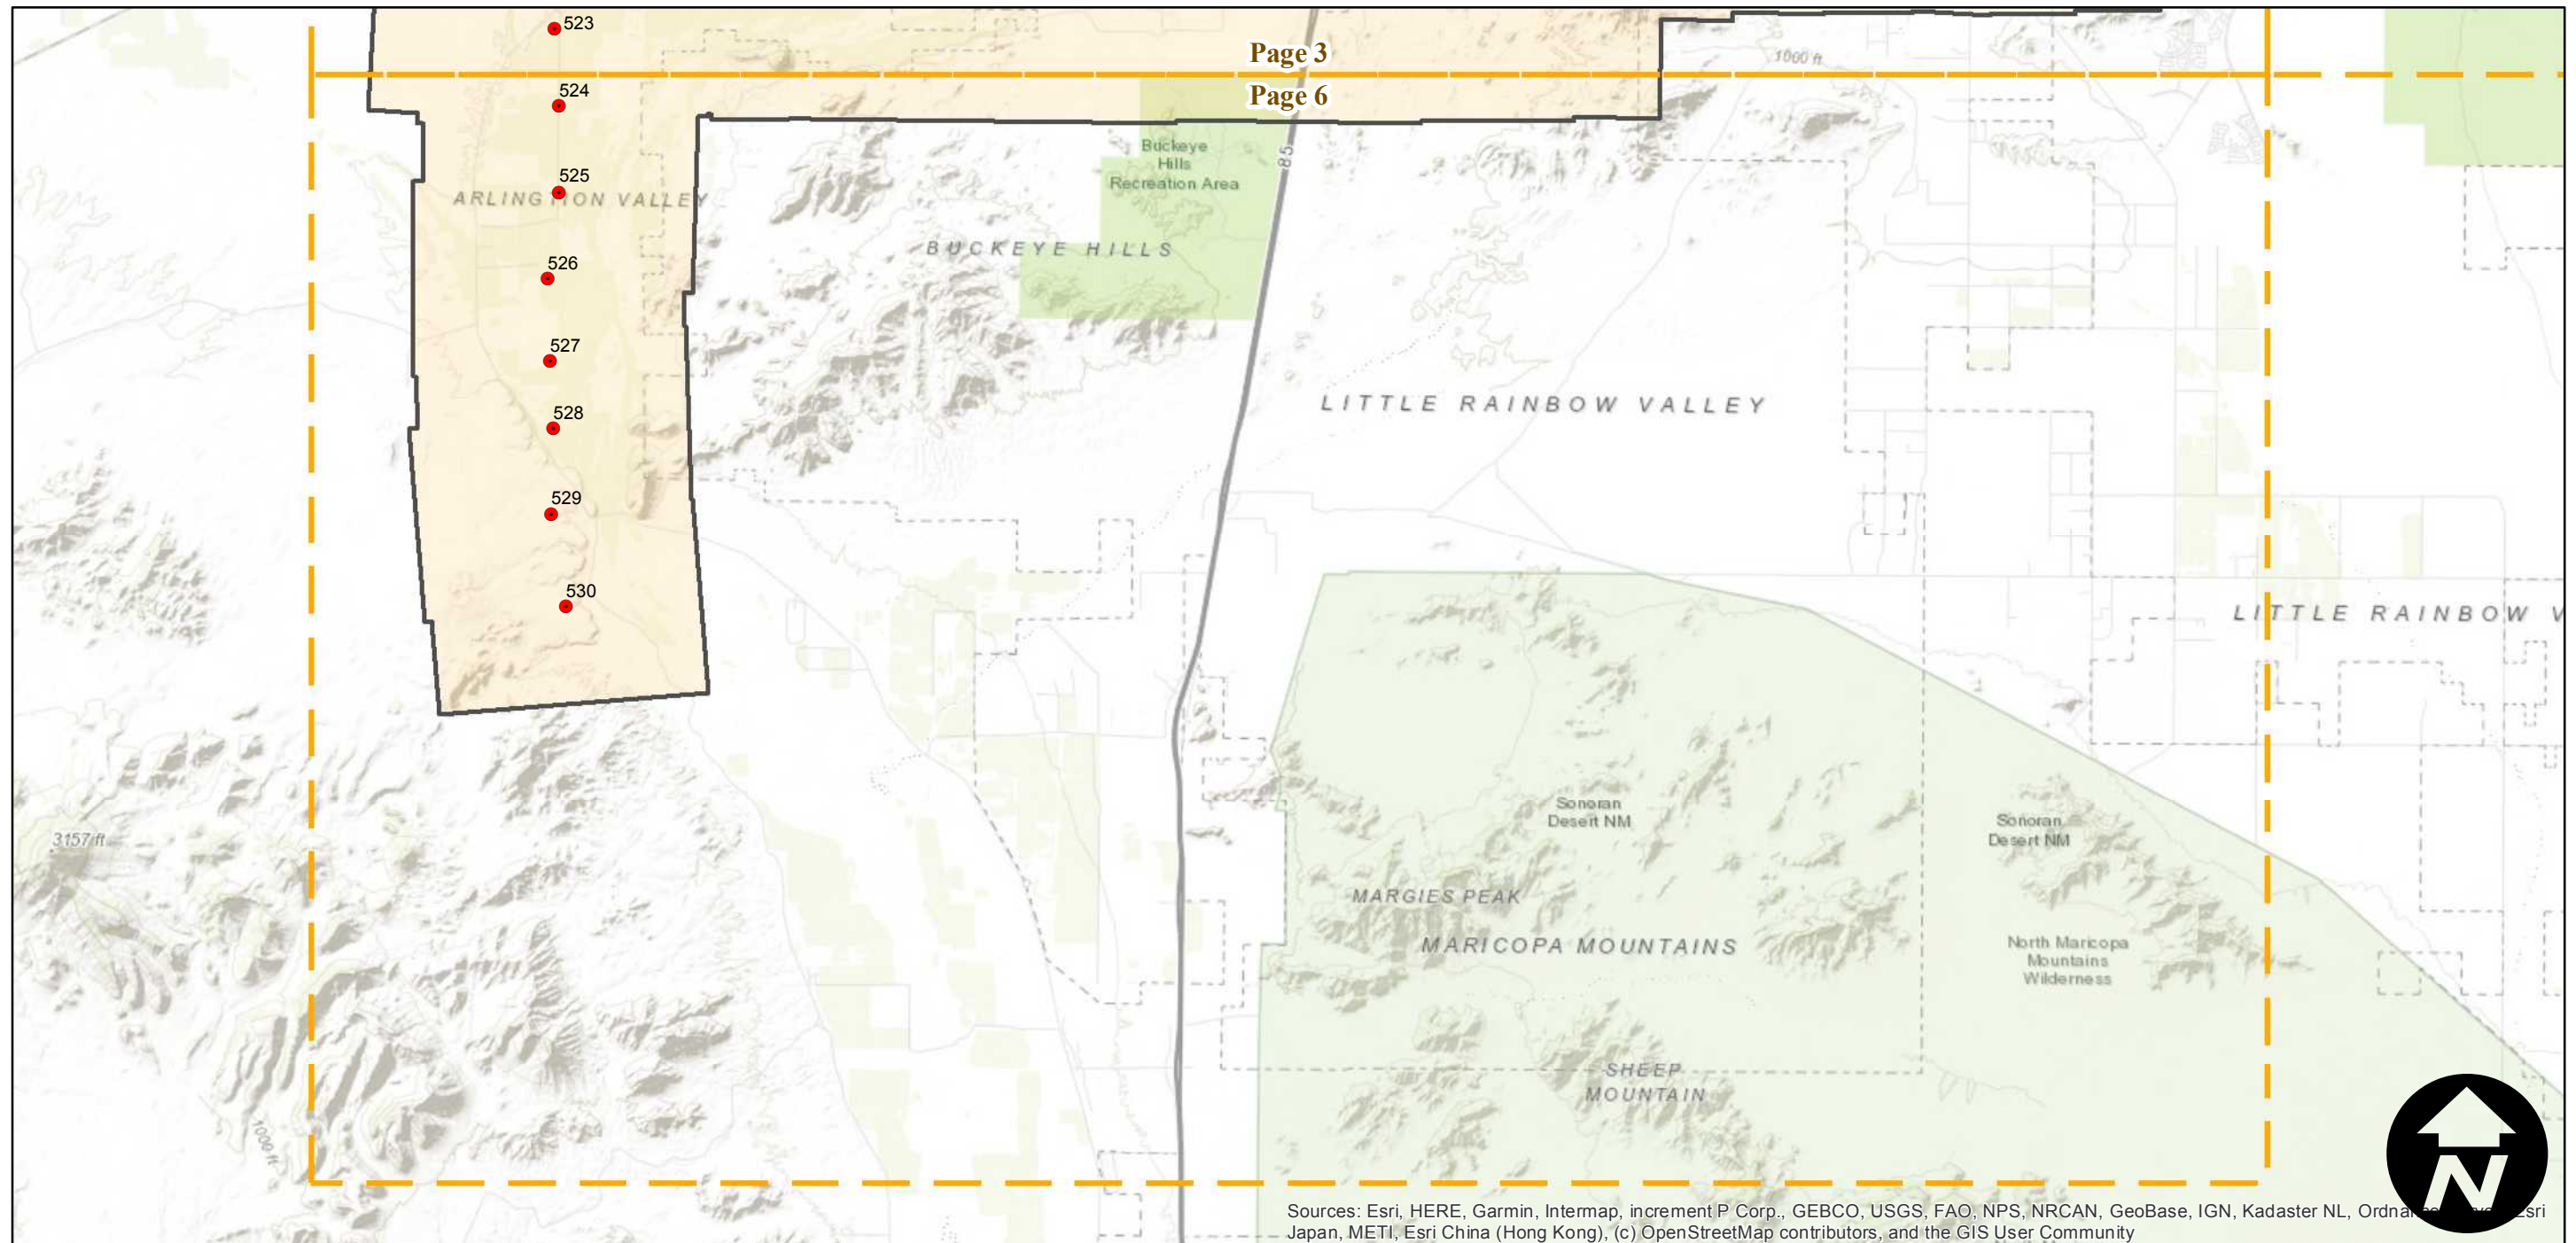 523
Page 3
1000 ft
Page 6
524
Buckeye
Hills
Recreation Area
85
525
ARLINGTON VALLEY
BUCKEYE HILLS
526
527
LITTLE RAINBOW VALLEY
528
529
530
LITTLE RAINBOW V
Sonoran
Desert NM
Sonoran
Desert NM
3157 ft
MARGIES PEAK
MARICOPA MOUNTAINS
North Maricopa
Mountains
Wilderness
SHEEP
MOUNTAIN
1000 ft
N
Sources: Esri, HERE, Garmin, Intermap, increment P Corp., GEBCO, USGS, FAO, NPS, NRCAN, GeoBase, IGN, Kadaster NL, Esri
Japan, METI, Esri China (Hong Kong), (c) OpenStreetMap contributors, and the GIS User Community